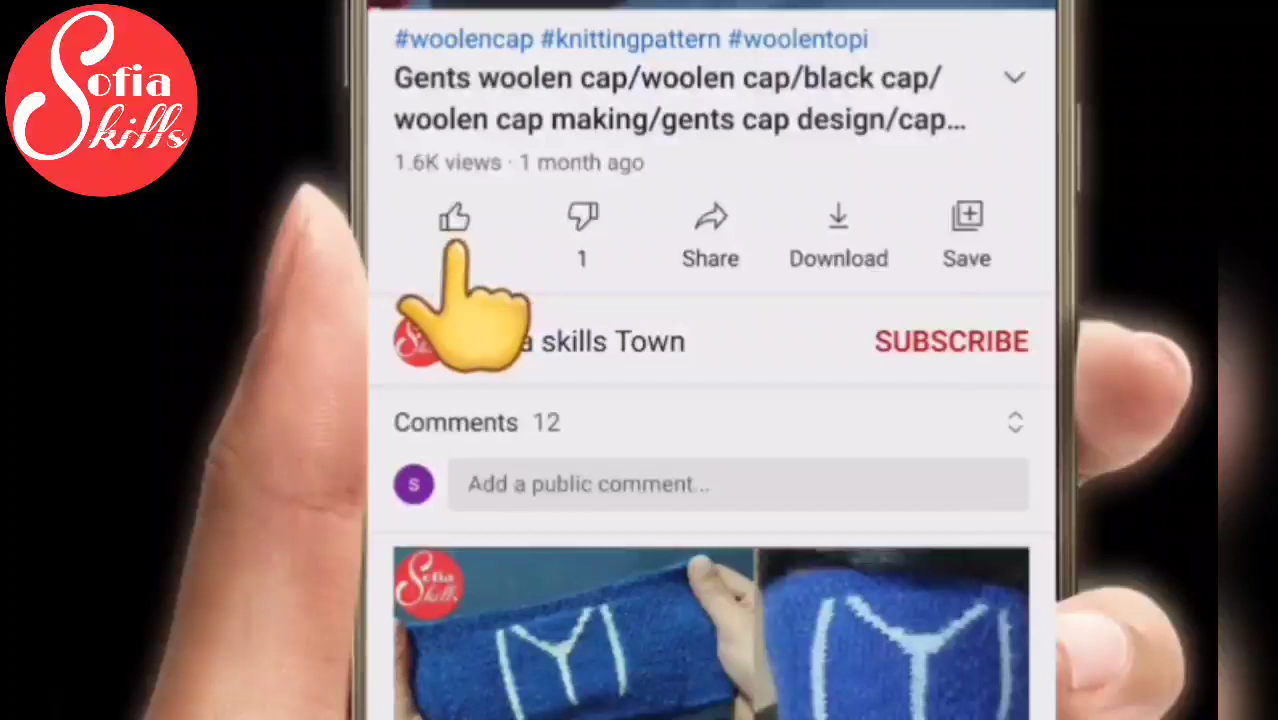 Sofia
Skills
#woolencap #knittingpattern #woolentopi
Gents woolen cap/woolen cap/black cap/
woolen cap making/gents cap design/cap...
1.6K views · 1 month ago
1
Share
Download
Save
a skills Town
SUBSCRIBE
Comments 12
S
Add a public comment...
Sofia
Skills